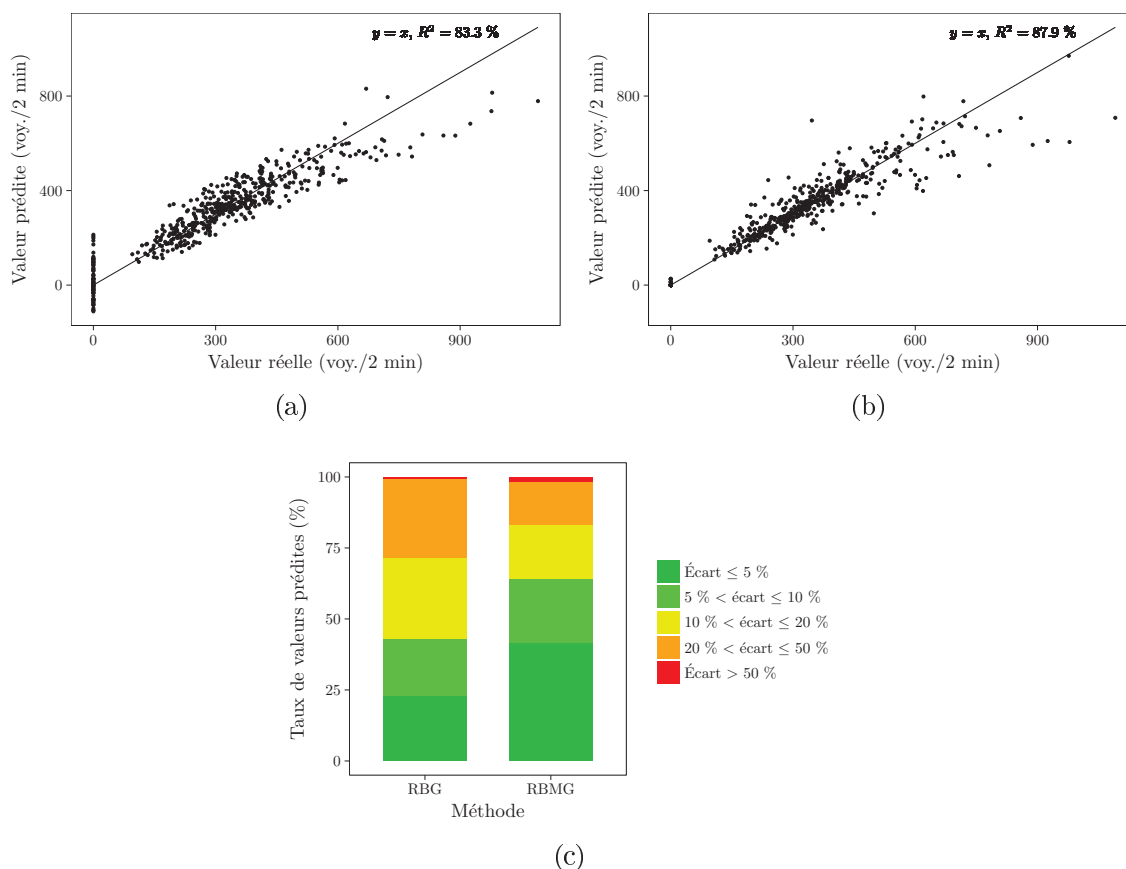 y = x, R² = 83.3 %
Valeur prédite (voy./2 min)
800
400
0
0 300 600 900
Valeur réelle (voy./2 min)
(a)
y = x, R² = 87.9 %
Valeur prédite (voy./2 min)
800
400
0
0 300 600 900
Valeur réelle (voy./2 min)
(b)
Taux de valeurs prédites (%)
100
75
50
25
0
RBG RBMG
Méthode
Écart ≤ 5 %
5 % < écart ≤ 10 %
10 % < écart ≤ 20 %
20 % < écart ≤ 50 %
Écart > 50 %
(c)